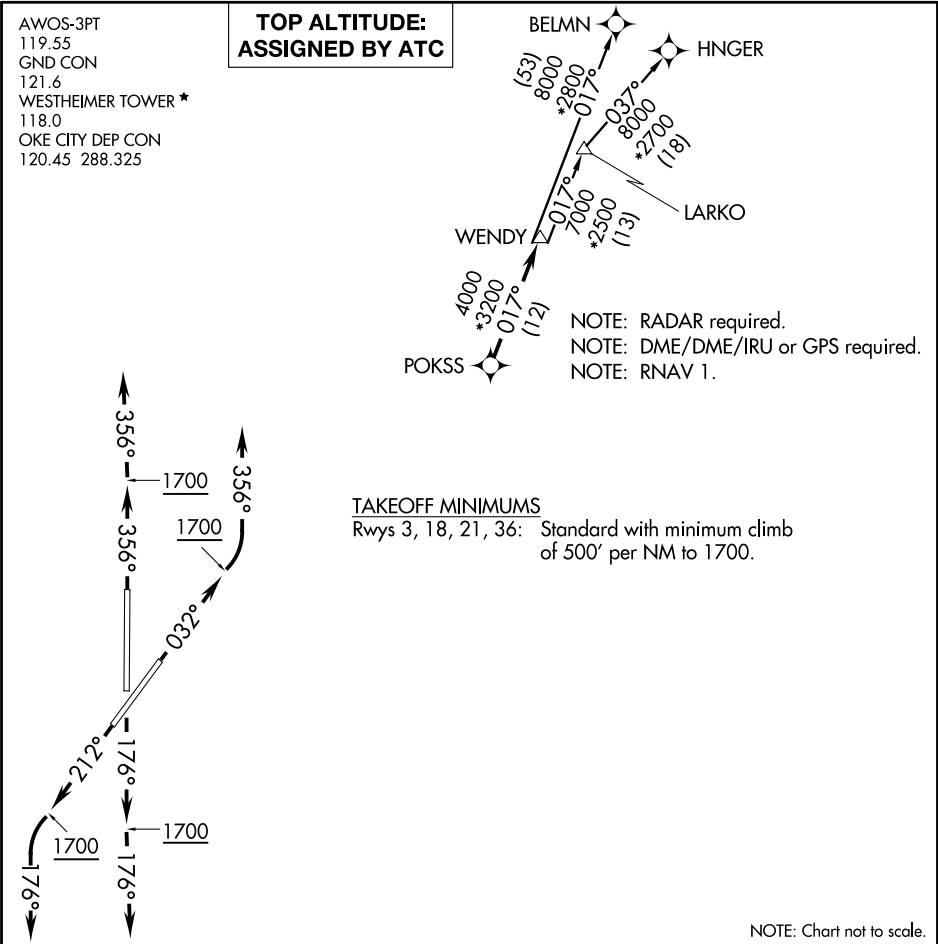 AWOS-3PT
119.55
GND CON
121.6
WESTHEIMER TOWER ★
118.0
OKE CITY DEP CON
120.45 288.325
TOP ALTITUDE:
ASSIGNED BY ATC
BELMN
HNGER
(53)
8000
*2800
017°
037°
8000
*2700
(18)
LARKO
017°
7000
*2500
(13)
WENDY
4000
*3200
017°
(12)
POKSS
NOTE: RADAR required.
NOTE: DME/DME/IRU or GPS required.
NOTE: RNAV 1.
356°
1700
356°
1700
356°
032°
TAKEOFF MINIMUMS
Rwys 3, 18, 21, 36: Standard with minimum climb
of 500' per NM to 1700.
212°
176°
1700
1700
176°
176°
NOTE: Chart not to scale.